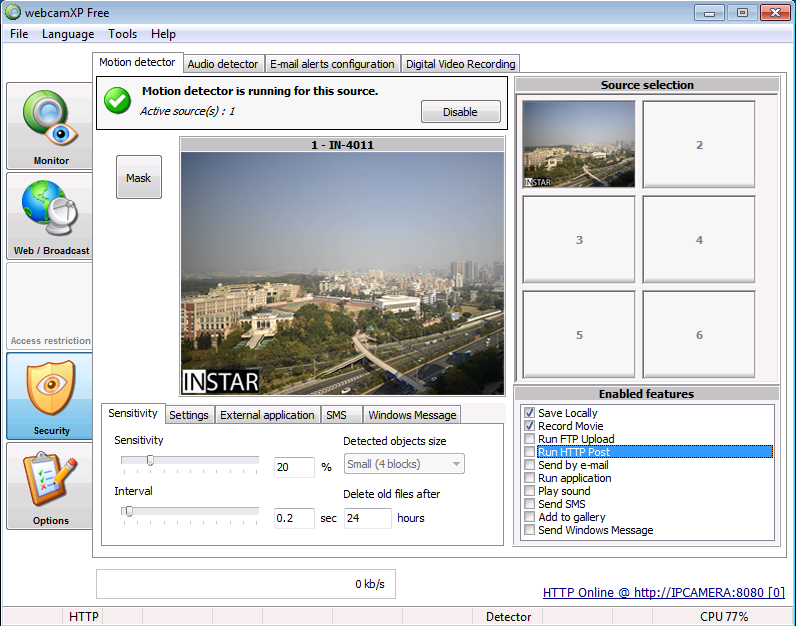 webcamXP Free
File Language Tools Help
Motion detector Audio detector E-mail alerts configuration Digital Video Recording
Motion detector is running for this source.
Active source(s) : 1
Disable
Source selection
INSTAR
2
3
4
5
6
Monitor
Web / Broadcast
Access restriction
Security
Options
Mask
1 - IN-4011
INSTAR
Sensitivity Settings External application SMS Windows Message
Sensitivity
20 %
Interval
0.2 sec
Detected objects size
Small (4 blocks)
Delete old files after
24 hours
Enabled features
Save Locally
Record Movie
Run FTP Upload
Run HTTP Post
Send by e-mail
Run application
Play sound
Send SMS
Add to gallery
Send Windows Message
0 kb/s
HTTP Online @ http://IPCAMERA:8080 [0]
HTTP Detector CPU 77%